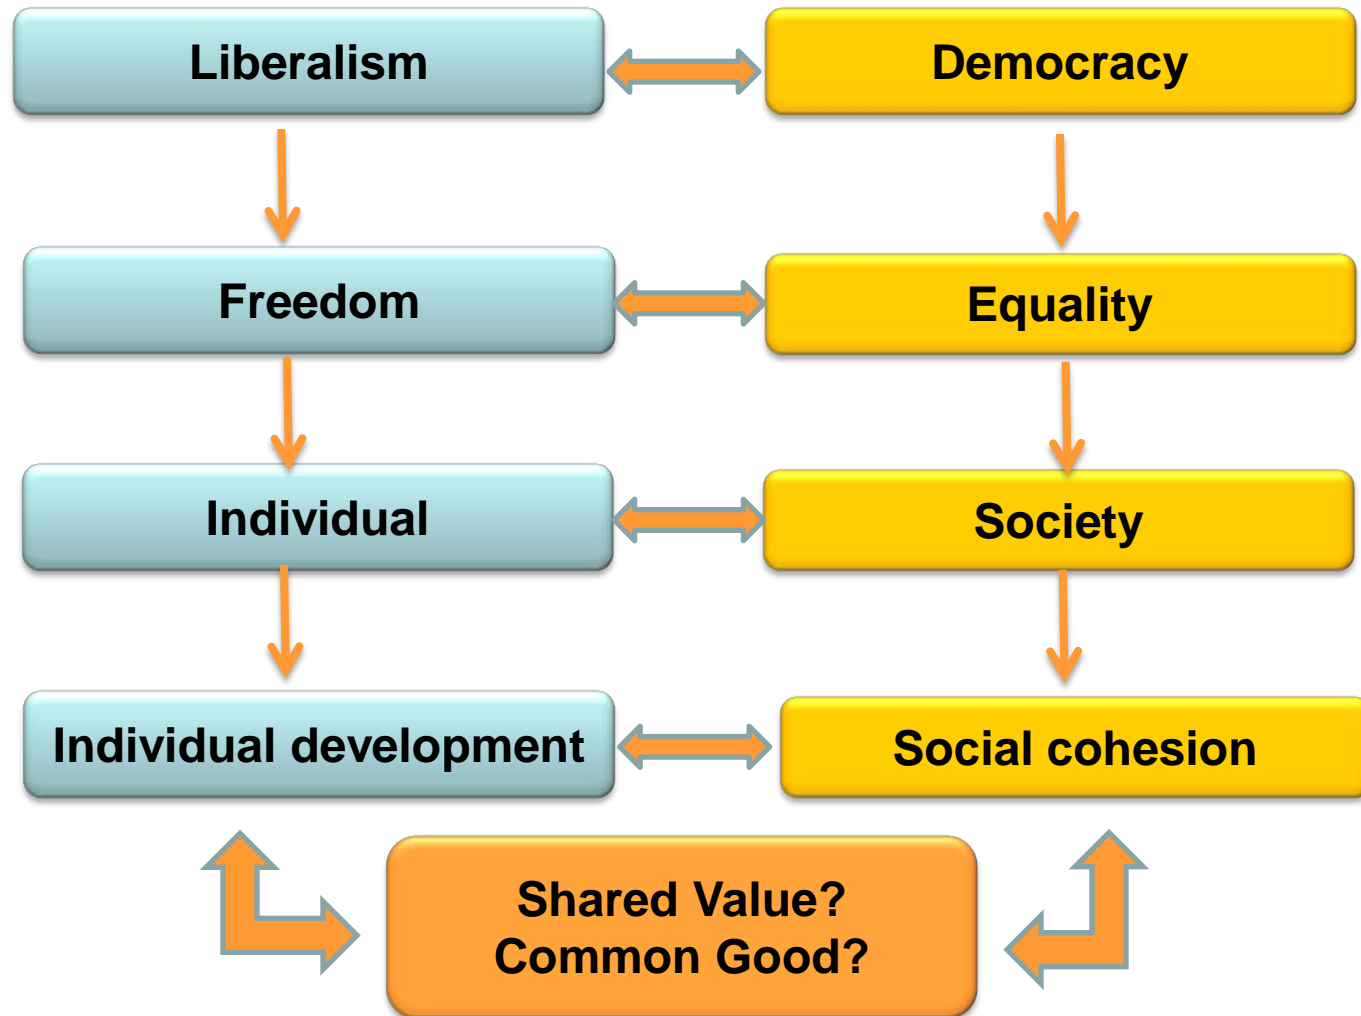 Liberalism
Democracy
Freedom
Equality
Individual
Society
Individual development
Social cohesion
Shared Value?
Common Good?